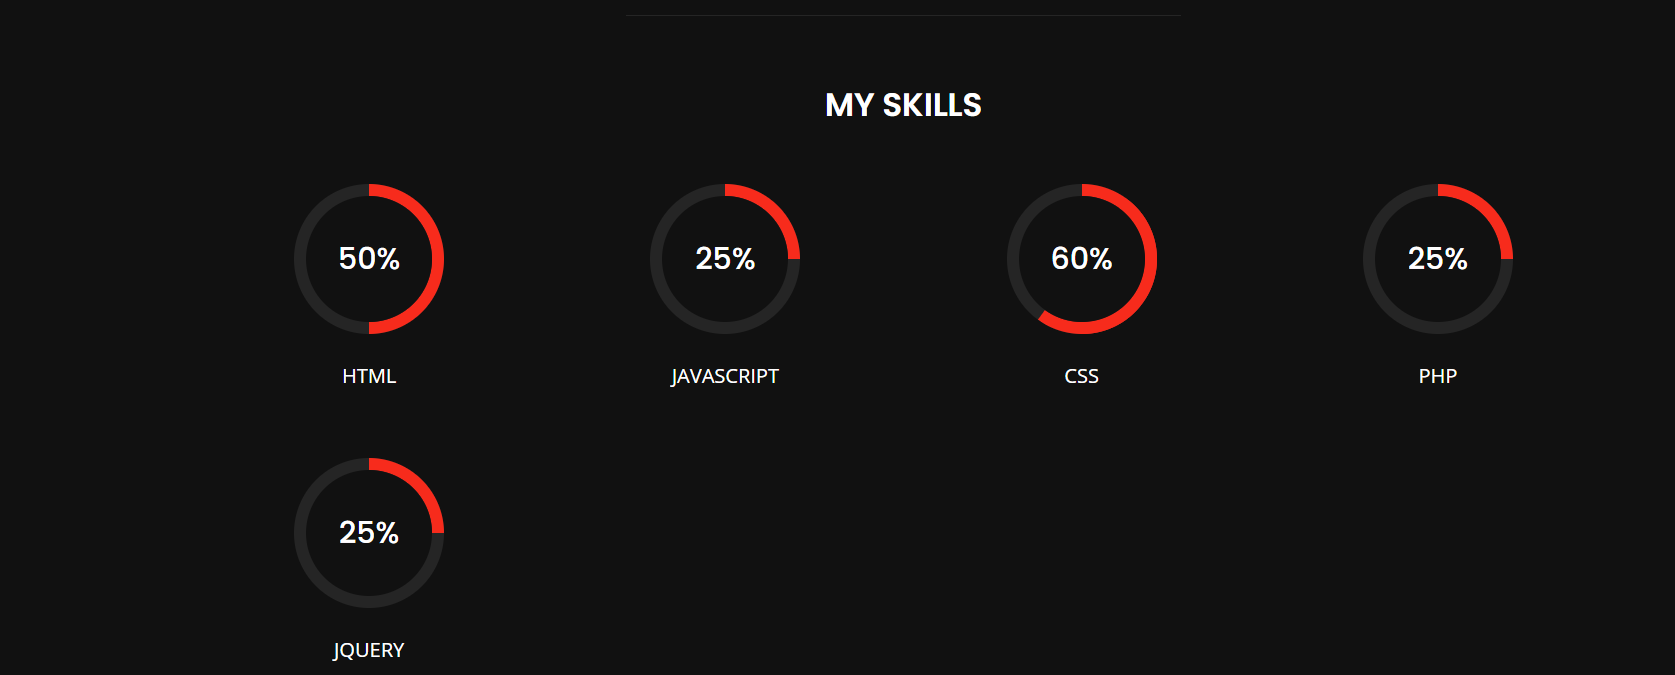 MY SKILLS
50% 25% 60% 25%
HTML JAVASCRIPT CSS PHP
25%
JQUERY